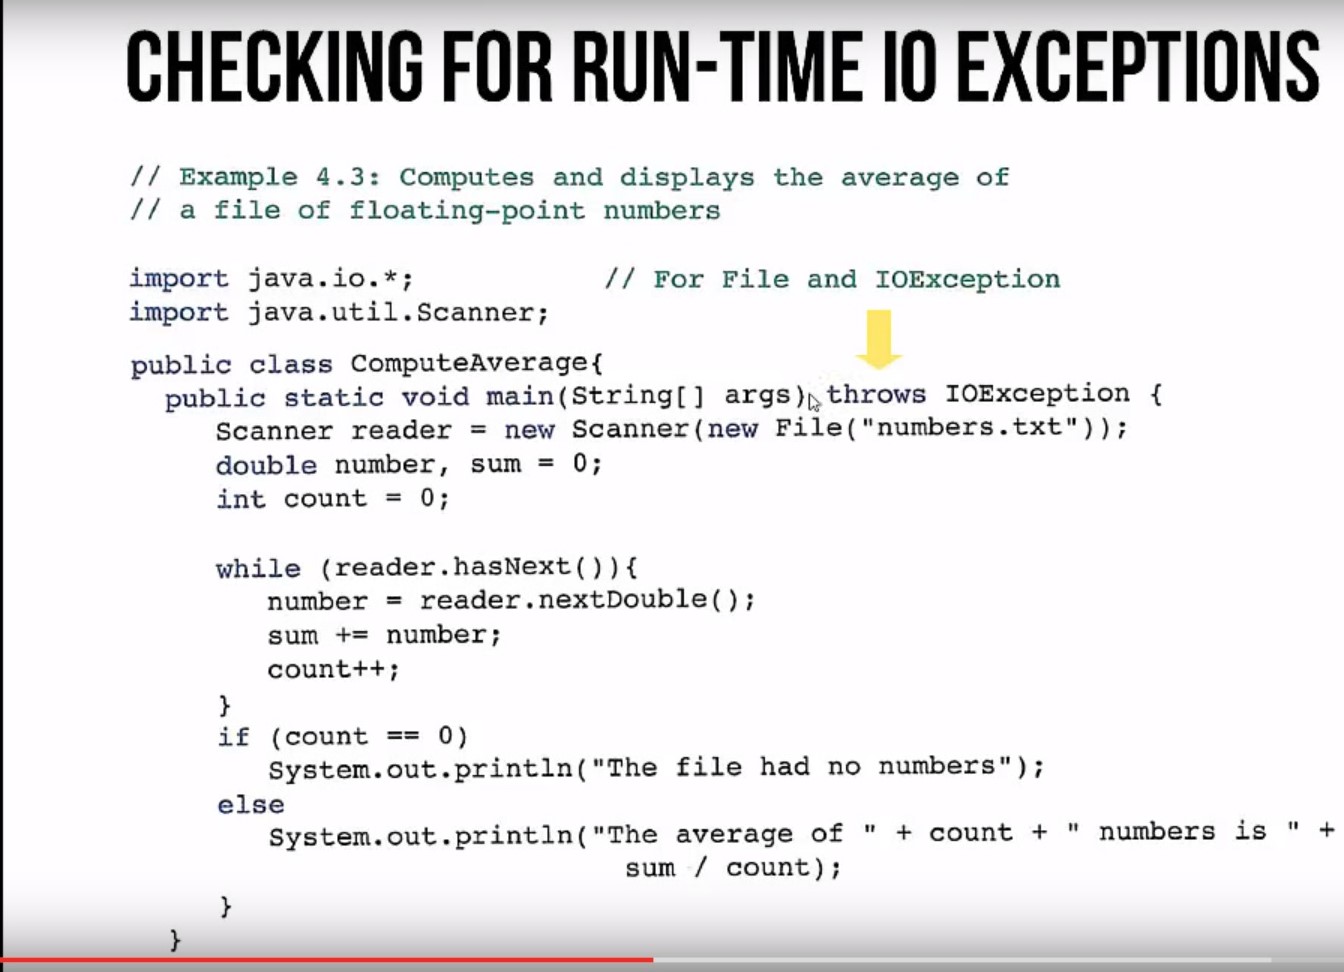 CHECKING FOR RUN-TIME IO EXCEPTIONS
// Example 4.3: Computes and displays the average of
// a file of floating-point numbers
import java.io.*; // For File and IOException
import java.util.Scanner;
public class ComputeAverage{
public static void main(String[] args) throws IOException {
Scanner reader = new Scanner(new File("numbers.txt"));
double number, sum = 0;
int count = 0;
while (reader.hasNext()){
number = reader.nextDouble();
sum += number;
count++;
}
if (count == 0)
System.out.println("The file had no numbers");
else
System.out.println("The average of " + count + " numbers is " +
sum / count);
}
}